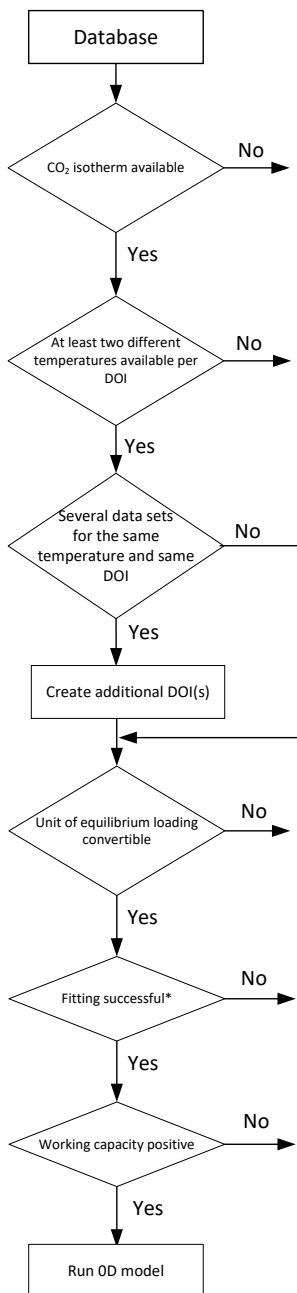 Database
CO₂ isotherm available
No
Yes
At least two different
temperatures available per
DOI
No
Yes
Several data sets
for the same
temperature and same
DOI
No
Yes
Create additional DOI(s)
Unit of equilibrium loading
convertible
No
Yes
Fitting successful*
No
Yes
Working capacity positive
No
Yes
Run 0D model